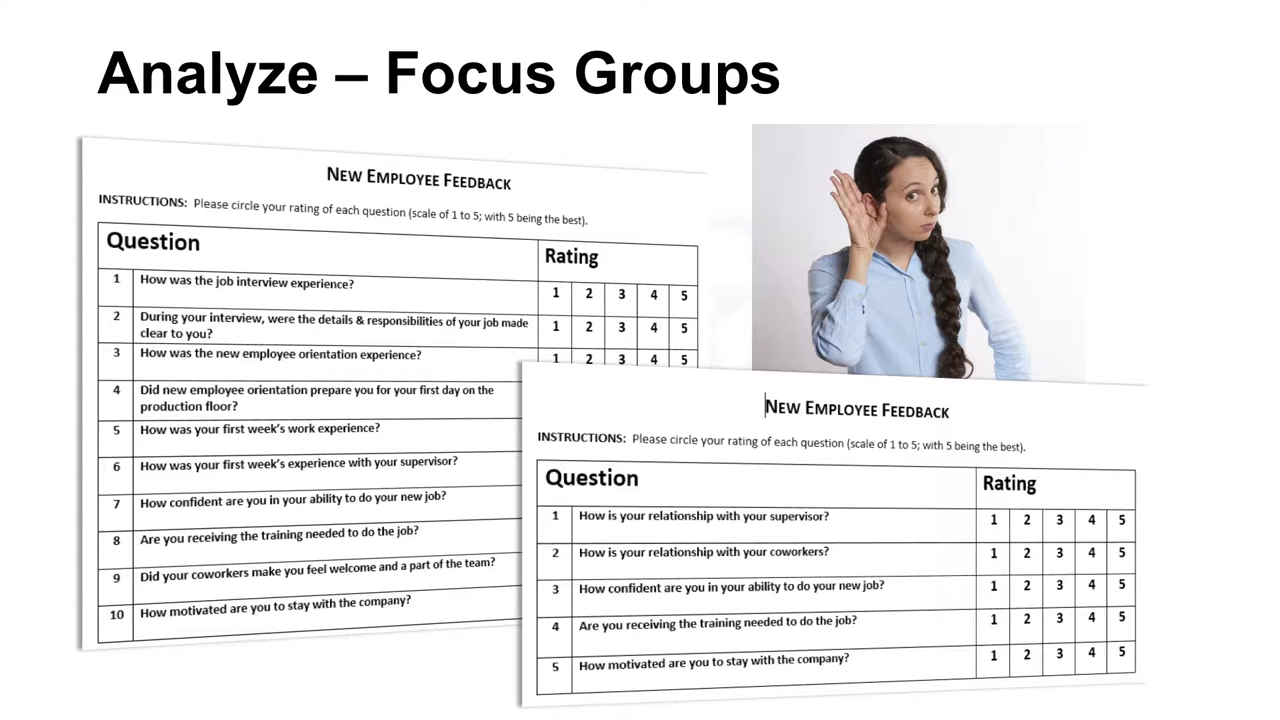 Analyze – Focus Groups
NEW EMPLOYEE FEEDBACK
INSTRUCTIONS: Please circle your rating of each question (scale of 1 to 5; with 5 being the best).
Question Rating
1 How was the job interview experience? 1 2 3 4 5
2 During your interview, were the details & responsibilities of your job made
clear to you? 1 2 3 4 5
3 How was the new employee orientation experience? 1 2 3 4 5
4 Did new employee orientation prepare you for your first day on the
production floor?
5 How was your first week's work experience?
6 How was your first week's experience with your supervisor?
7 How confident are you in your ability to do your new job?
8 Are you receiving the training needed to do the job?
9 Did your coworkers make you feel welcome and a part of the team?
10 How motivated are you to stay with the company?
NEW EMPLOYEE FEEDBACK
INSTRUCTIONS: Please circle your rating of each question (scale of 1 to 5; with 5 being the best).
Question Rating
1 How is your relationship with your supervisor? 1 2 3 4 5
2 How is your relationship with your coworkers? 1 2 3 4 5
3 How confident are you in your ability to do your new job? 1 2 3 4 5
4 Are you receiving the training needed to do the job? 1 2 3 4 5
5 How motivated are you to stay with the company? 1 2 3 4 5